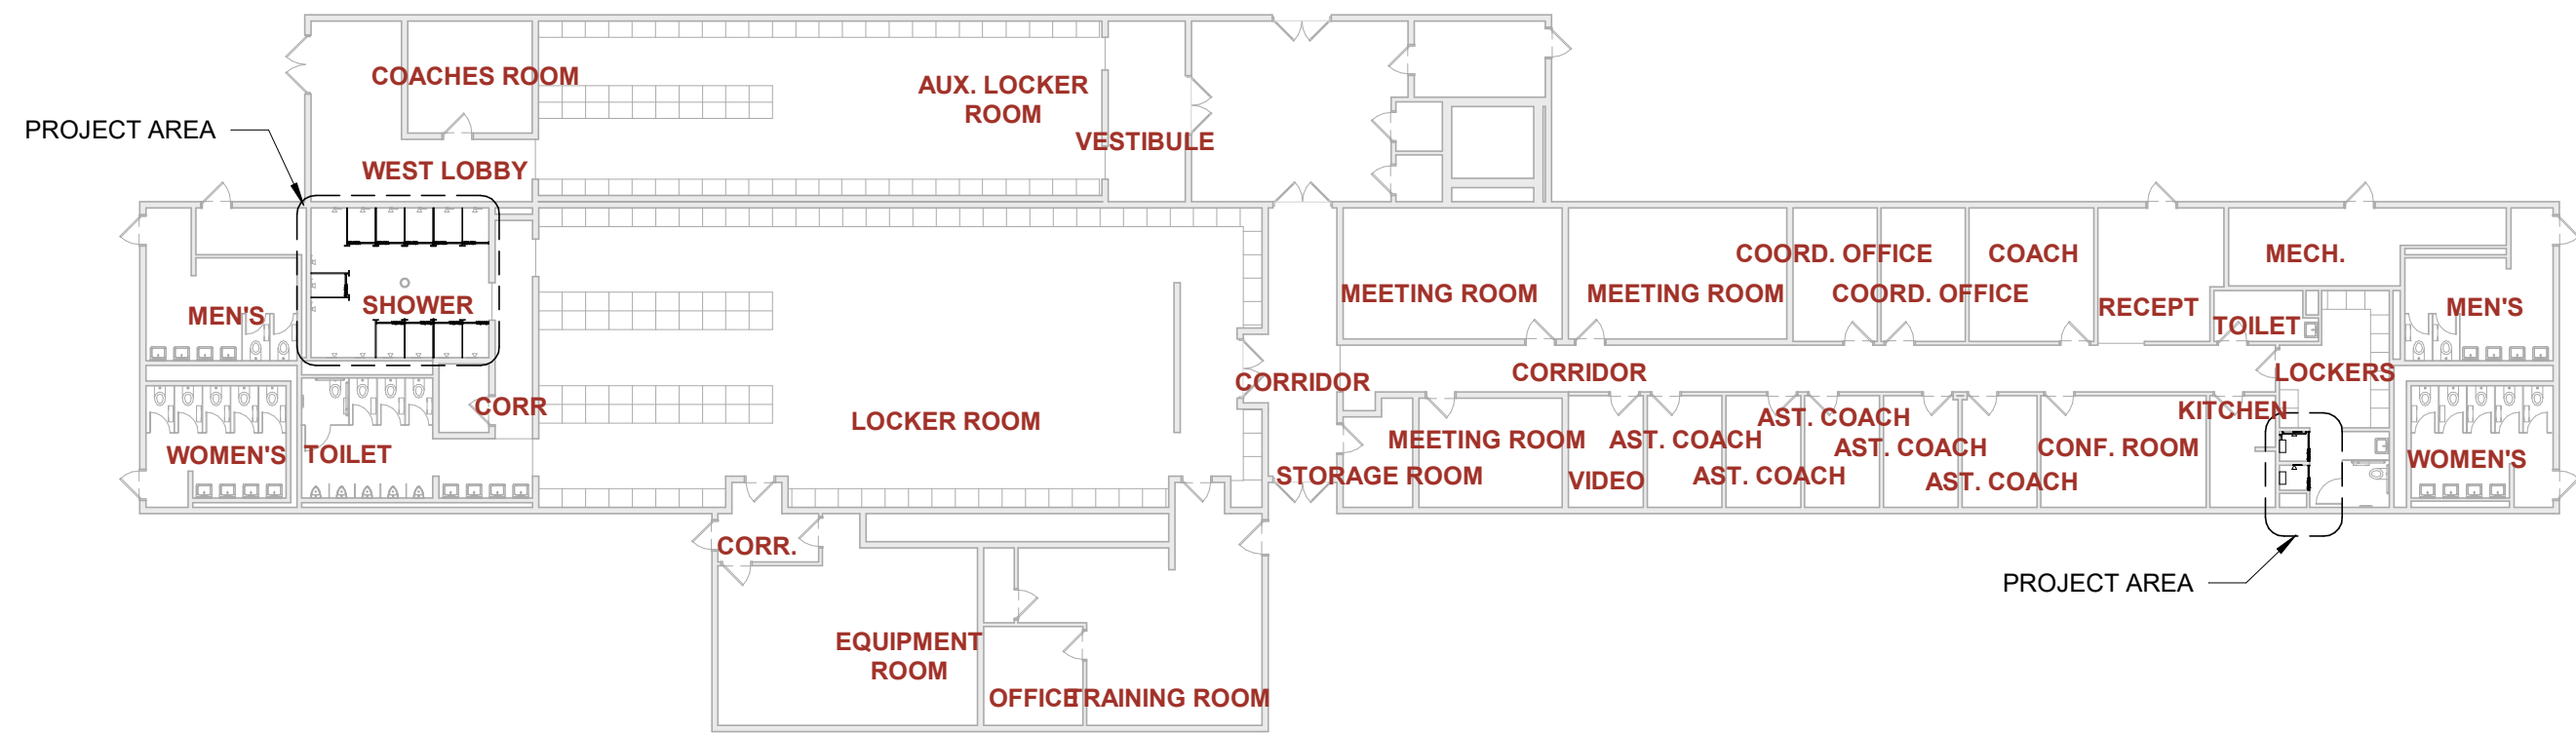 COACHES ROOM
AUX. LOCKER
ROOM
PROJECT AREA
VESTIBULE
WEST LOBBY
COORD. OFFICE
COACH
MECH.
MEETING ROOM
MEETING ROOM
COORD. OFFICE
SHOWER
RECEPT
MEN'S
MEN'S
TOILET
CORRIDOR
LOCKERS
CORRIDOR
CORR
KITCHEN
AST. COACH
LOCKER ROOM
MEETING ROOM
AST. COACH
AST. COACH
CONF. ROOM
WOMEN'S
TOILET
WOMEN'S
STORAGE ROOM
VIDEO
AST. COACH
AST. COACH
CORR.
PROJECT AREA
EQUIPMENT
ROOM
OFFICE
TRAINING ROOM